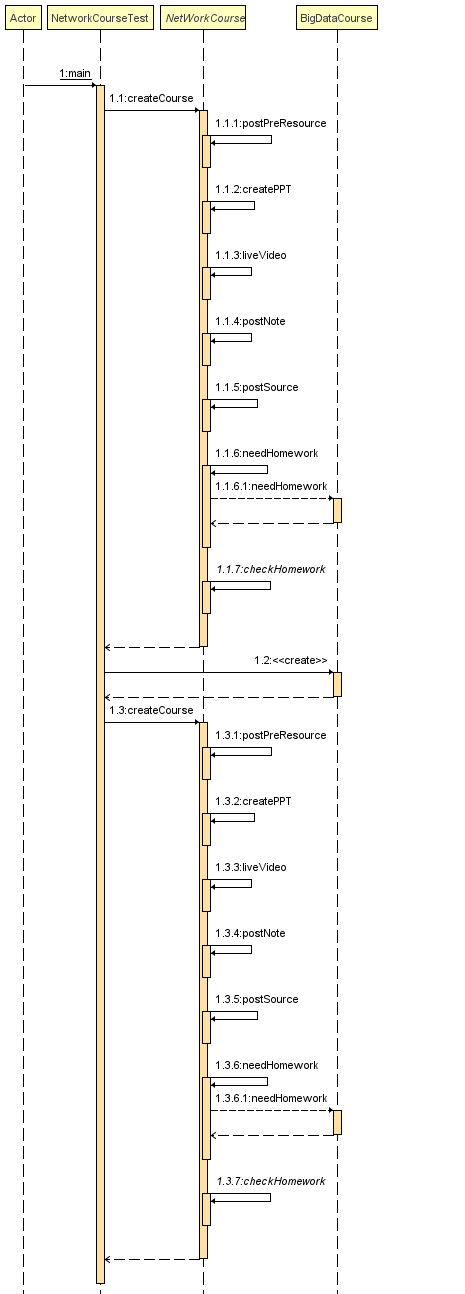 Actor NetworkCourseTest NetWorkCourse BigDataCourse
1:main
1.1:createCourse
1.1.1:postPreResource
1.1.2:createPPT
1.1.3:liveVideo
1.1.4:postNote
1.1.5:postSource
1.1.6:needHomework
1.1.6.1:needHomework
1.1.7:checkHomework
1.2:<<create>>
1.3:createCourse
1.3.1:postPreResource
1.3.2:createPPT
1.3.3:liveVideo
1.3.4:postNote
1.3.5:postSource
1.3.6:needHomework
1.3.6.1:needHomework
1.3.7:checkHomework